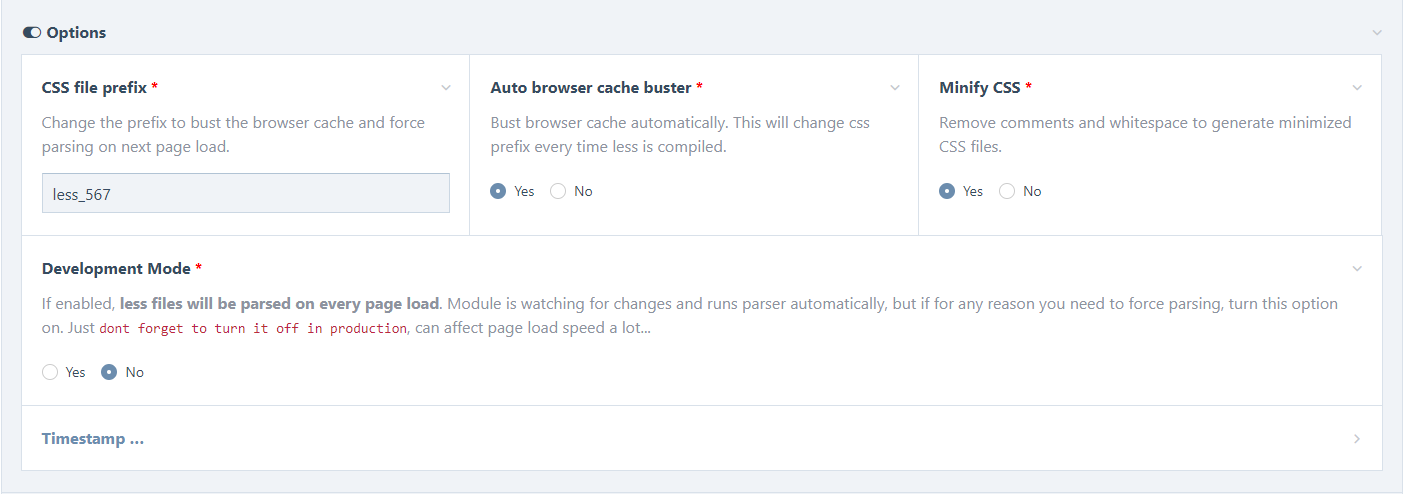 Options
CSS file prefix *
Change the prefix to bust the browser cache and force
parsing on next page load.
less_567
Auto browser cache buster *
Bust browser cache automatically. This will change css
prefix every time less is compiled.
Yes No
Minify CSS *
Remove comments and whitespace to generate minimized
CSS files.
Yes No
Development Mode *
If enabled, less files will be parsed on every page load. Module is watching for changes and runs parser automatically, but if for any reason you need to force parsing, turn this option
on. Just dont forget to turn it off in production, can affect page load speed a lot...
Yes No
Timestamp ...